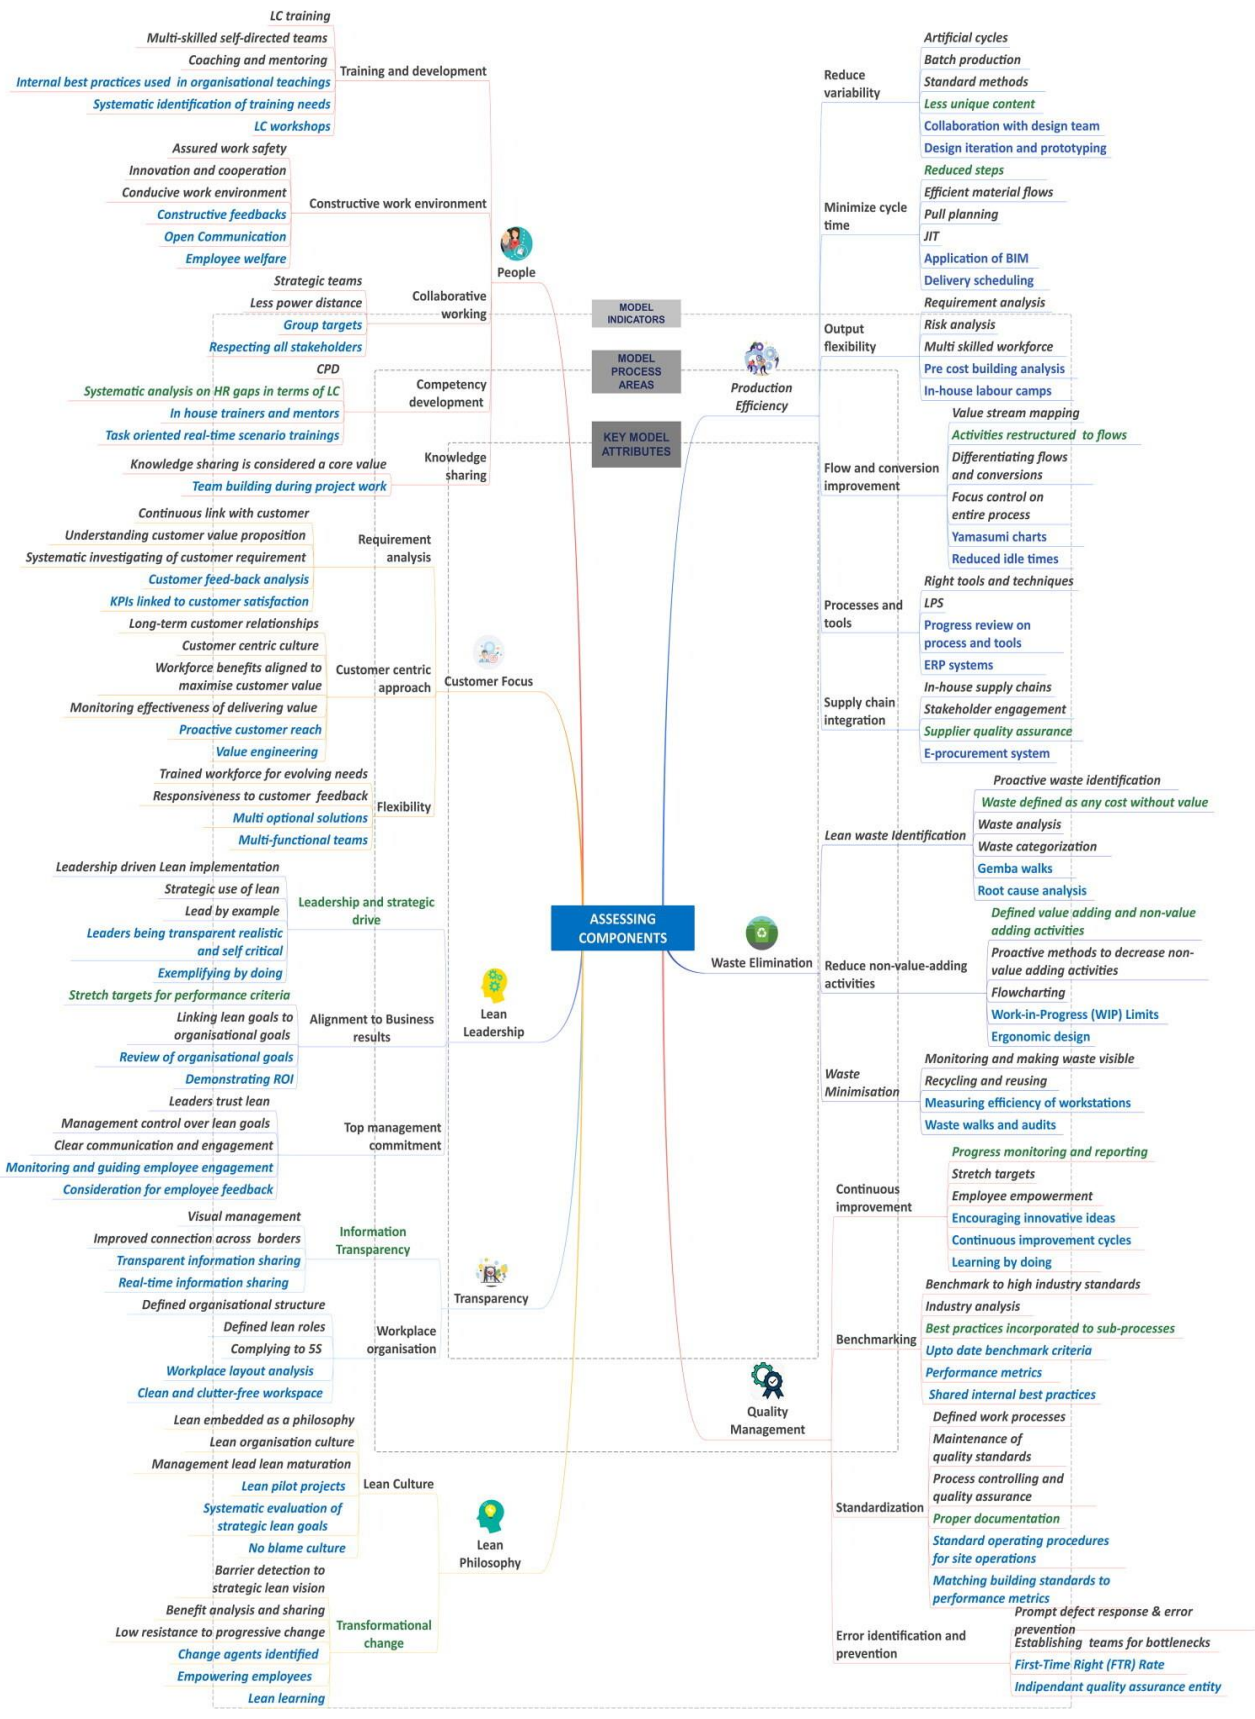 LC training
Multi-skilled self-directed teams
Coaching and mentoring
Internal best practices used in organisational teachings
Systematic identification of training needs
LC workshops
Training and development
Assured work safety
Innovation and cooperation
Conducive work environment
Constructive feedbacks
Open Communication
Employee welfare
Constructive work environment
Strategic teams
Less power distance
Group targets
Respecting all stakeholders
Collaborative
working
CPD
Systematic analysis on HR gaps in terms of LC
In house trainers and mentors
Task oriented real-time scenario trainings
Competency
development
Knowledge sharing is considered a core value
Team building during project work
Knowledge
sharing
People
Continuous link with customer
Understanding customer value proposition
Systematic investigating of customer requirement
Customer feed-back analysis
KPIs linked to customer satisfaction
Requirement
analysis
Long-term customer relationships
Customer centric culture
Workforce benefits aligned to
maximise customer value
Monitoring effectiveness of delivering value
Proactive customer reach
Value engineering
Customer centric
approach
Trained workforce for evolving needs
Responsiveness to customer feedback
Multi optional solutions
Multi-functional teams
Flexibility
Customer Focus
Leadership driven Lean implementation
Strategic use of lean
Lead by example
Leaders being transparent realistic
and self critical
Exemplifying by doing
Leadership and strategic
drive
Stretch targets for performance criteria
Linking lean goals to
organisational goals
Review of organisational goals
Demonstrating ROI
Alignment to Business
results
Leaders trust lean
Management control over lean goals
Clear communication and engagement
Monitoring and guiding employee engagement
Consideration for employee feedback
Top management
commitment
Lean
Leadership
Visual management
Improved connection across borders
Transparent information sharing
Real-time information sharing
Information
Transparency
Defined organisational structure
Defined lean roles
Complying to 5S
Workplace layout analysis
Clean and clutter-free workspace
Workplace
organisation
Transparency
Lean embedded as a philosophy
Lean organisation culture
Management lead lean maturation
Lean pilot projects
Systematic evaluation of
strategic lean goals
No blame culture
Lean Culture
Barrier detection to
strategic lean vision
Benefit analysis and sharing
Low resistance to progressive change
Change agents identified
Empowering employees
Lean learning
Transformational
change
Lean
Philosophy
MODEL
INDICATORS
MODEL
PROCESS
AREAS
KEY MODEL
ATTRIBUTES
ASSESSING
COMPONENTS
Production
Efficiency
Reduce
variability
Artificial cycles
Batch production
Standard methods
Less unique content
Collaboration with design team
Design iteration and prototyping
Minimize cycle
time
Reduced steps
Efficient material flows
Pull planning
JIT
Application of BIM
Delivery scheduling
Output
flexibility
Requirement analysis
Risk analysis
Multi skilled workforce
Pre cost building analysis
In-house labour camps
Flow and conversion
improvement
Value stream mapping
Activities restructured to flows
Differentiating flows
and conversions
Focus control on
entire process
Yamasumi charts
Reduced idle times
Processes and
tools
Right tools and techniques
LPS
Progress review on
process and tools
ERP systems
Supply chain
integration
In-house supply chains
Stakeholder engagement
Supplier quality assurance
E-procurement system
Waste Elimination
Lean waste Identification
Proactive waste identification
Waste defined as any cost without value
Waste analysis
Waste categorization
Gemba walks
Root cause analysis
Reduce non-value-adding
activities
Defined value adding and non-value
adding activities
Proactive methods to decrease non-
value adding activities
Flowcharting
Work-in-Progress (WIP) Limits
Ergonomic design
Waste
Minimisation
Monitoring and making waste visible
Recycling and reusing
Measuring efficiency of workstations
Waste walks and audits
Quality
Management
Continuous
improvement
Progress monitoring and reporting
Stretch targets
Employee empowerment
Encouraging innovative ideas
Continuous improvement cycles
Learning by doing
Benchmarking
Benchmark to high industry standards
Industry analysis
Best practices incorporated to sub-processes
Upto date benchmark criteria
Performance metrics
Shared internal best practices
Standardization
Defined work processes
Maintenance of
quality standards
Process controlling and
quality assurance
Proper documentation
Standard operating procedures
for site operations
Matching building standards to
performance metrics
Error identification and
prevention
Prompt defect response & error
prevention
Establishing teams for bottlenecks
First-Time Right (FTR) Rate
Indipendant quality assurance entity